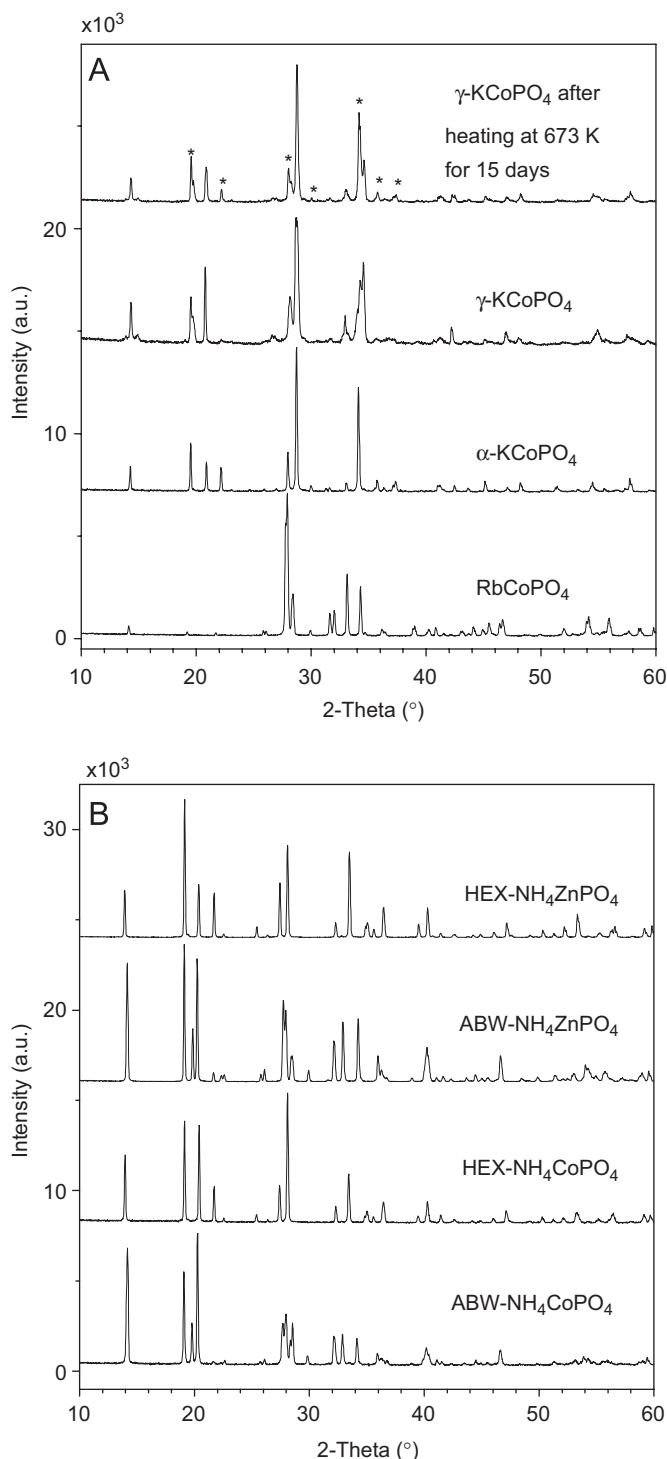 x10³
A
γ-KCoPO₄ after
heating at 673 K
for 15 days
* * * * * * *
20
γ-KCoPO₄
10
α-KCoPO₄
RbCoPO₄
0
10 20 30 40 50 60
2-Theta (°)
Intensity (a.u.)
x10³
B
30
HEX-NH₄ZnPO₄
20
ABW-NH₄ZnPO₄
HEX-NH₄CoPO₄
10
ABW-NH₄CoPO₄
0
10 20 30 40 50 60
2-Theta (°)
Intensity (a.u.)